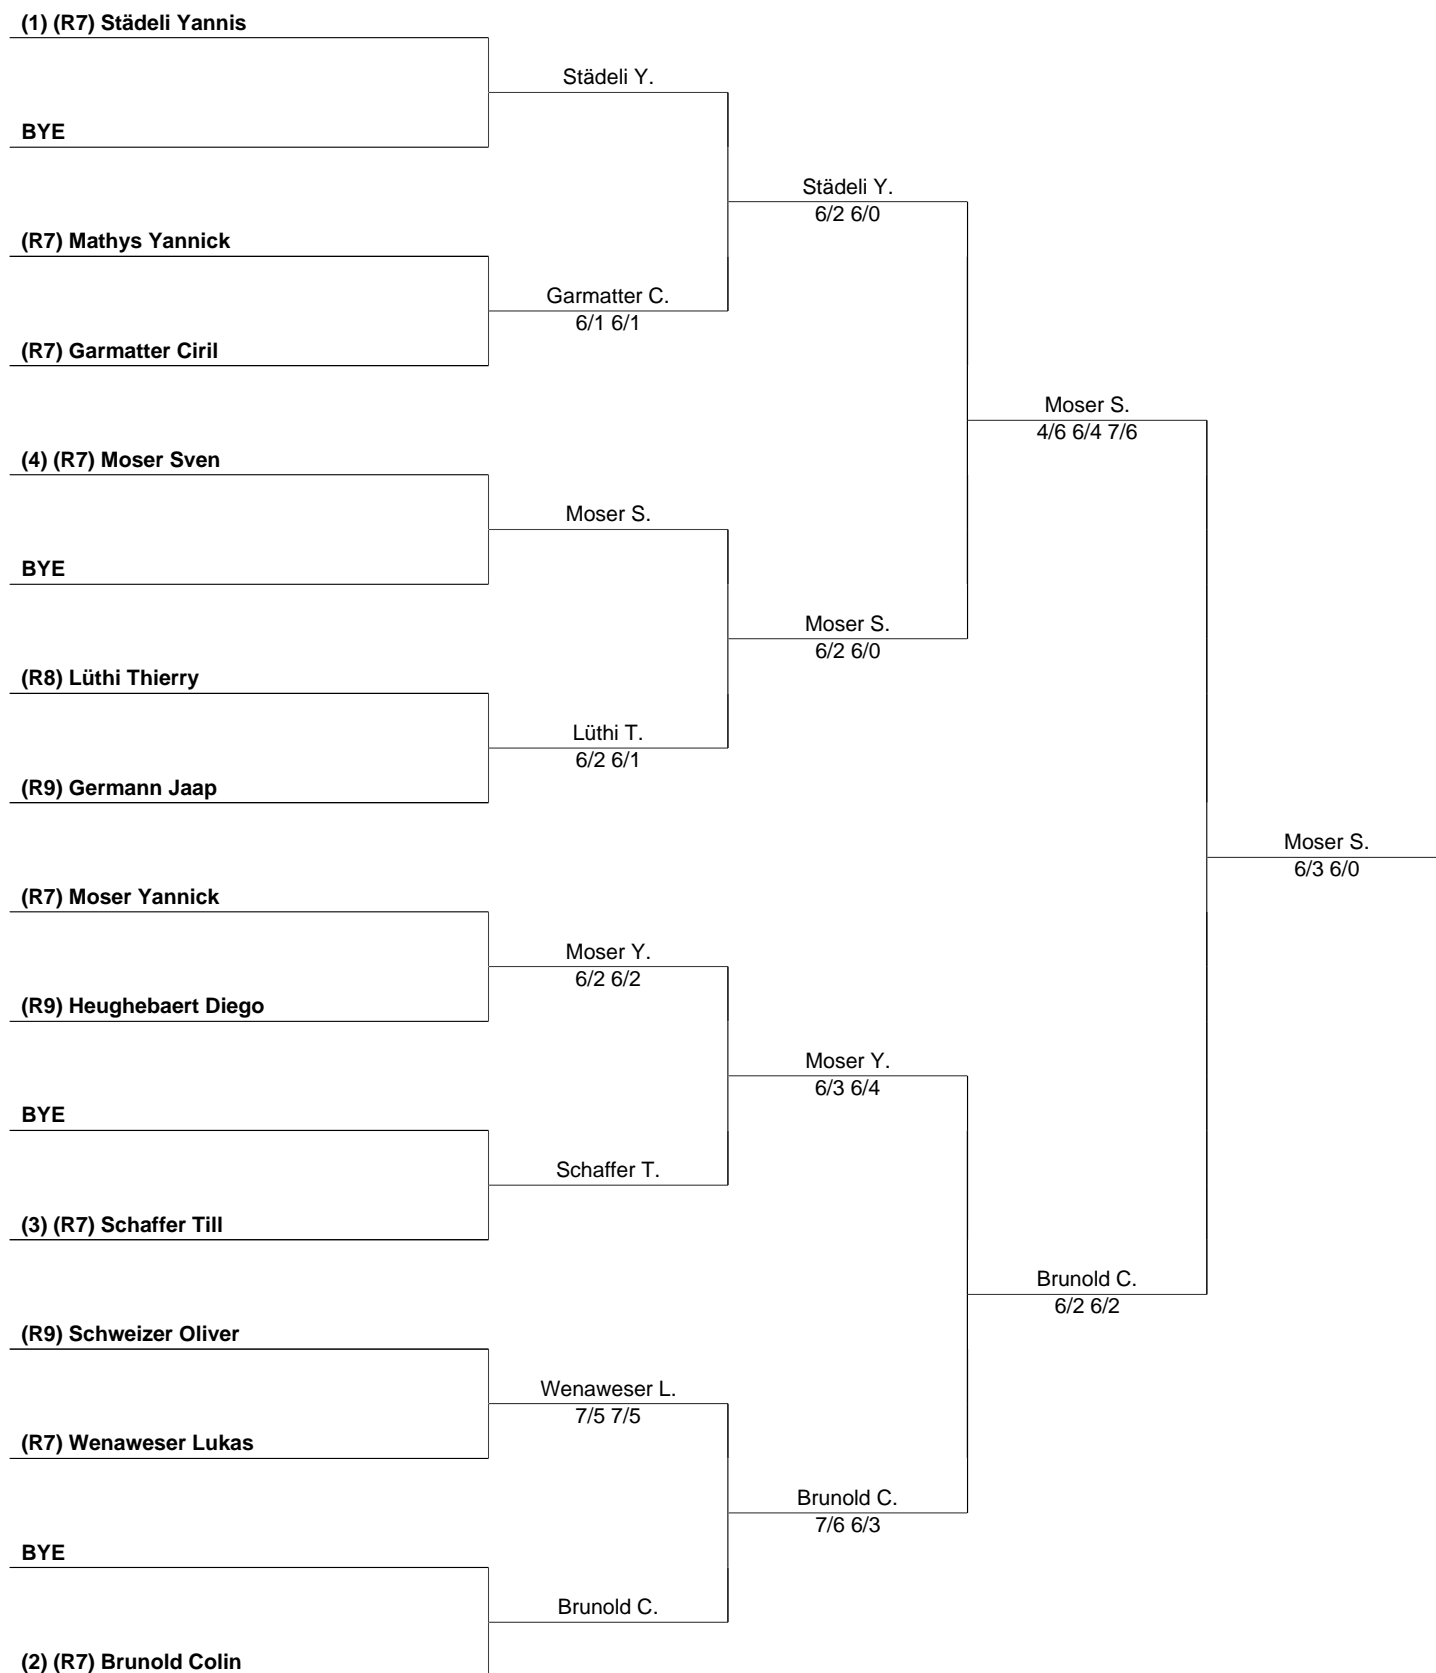 (1) (R7) Städeli Yannis
Städeli Y.
BYE
Städeli Y.
6/2 6/0
(R7) Mathys Yannick
Garmatter C.
6/1 6/1
(R7) Garmatter Ciril
Moser S.
4/6 6/4 7/6
(4) (R7) Moser Sven
Moser S.
BYE
Moser S.
6/2 6/0
(R8) Lüthi Thierry
Lüthi T.
6/2 6/1
(R9) Germann Jaap
Moser S.
6/3 6/0
(R7) Moser Yannick
Moser Y.
6/2 6/2
(R9) Heughebaert Diego
Moser Y.
6/3 6/4
BYE
Schaffer T.
(3) (R7) Schaffer Till
Brunold C.
6/2 6/2
(R9) Schweizer Oliver
Wenaweser L.
7/5 7/5
(R7) Wenaweser Lukas
Brunold C.
7/6 6/3
BYE
Brunold C.
(2) (R7) Brunold Colin